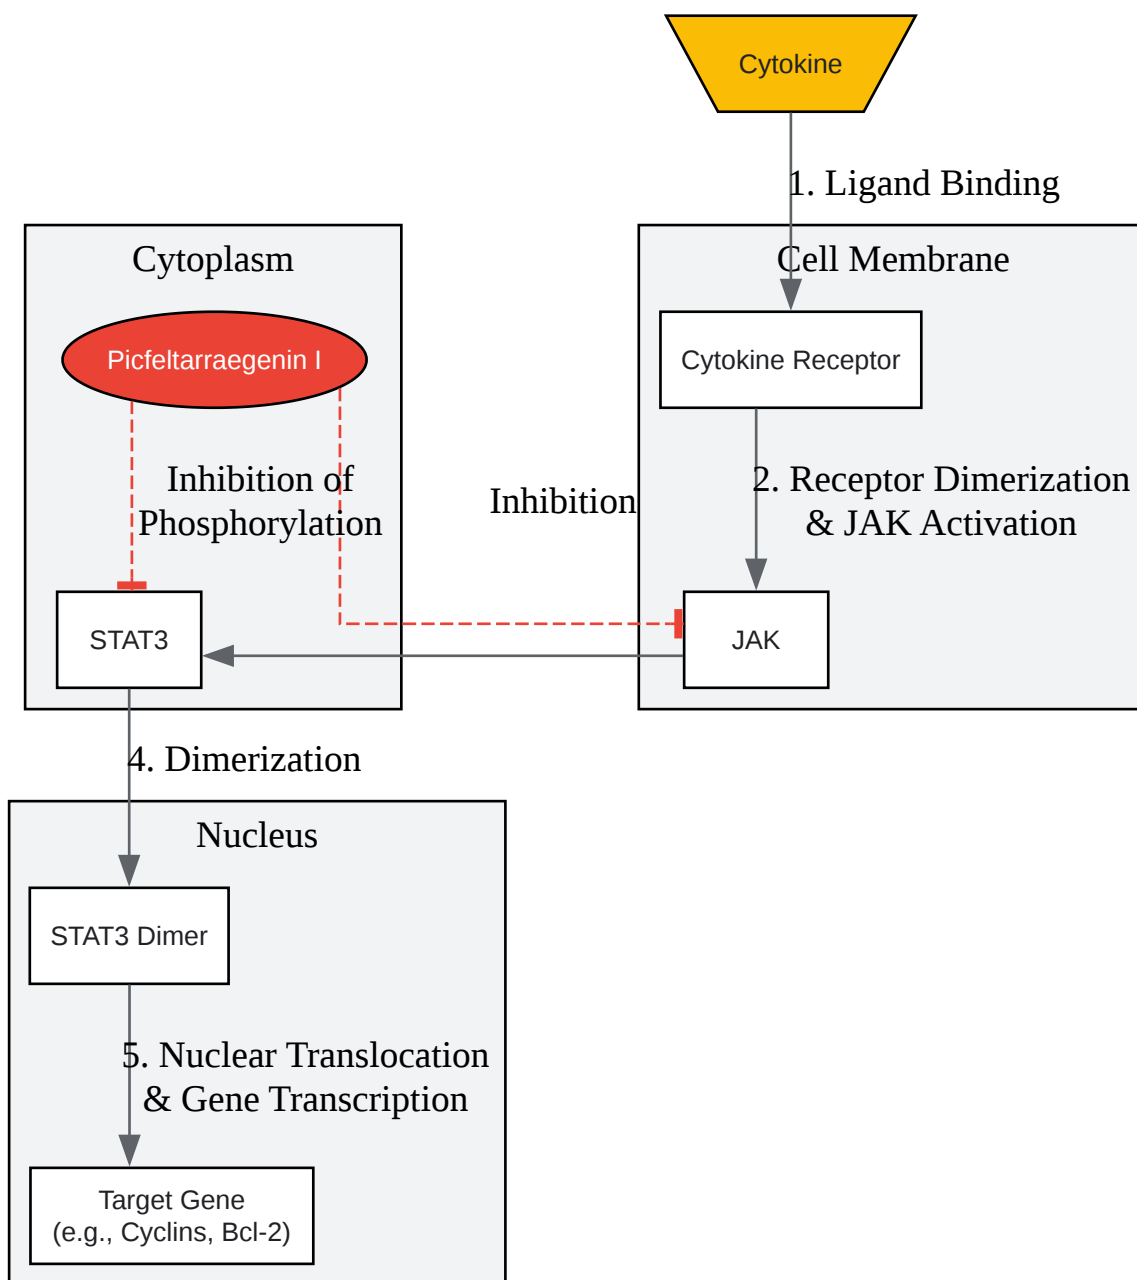 Cytokine
1. Ligand Binding
Cytoplasm
Cell Membrane
Picfeltarraegenin I
Cytokine Receptor
Inhibition of
Phosphorylation
Inhibition
2. Receptor Dimerization
& JAK Activation
STAT3
JAK
4. Dimerization
Nucleus
STAT3 Dimer
5. Nuclear Translocation
& Gene Transcription
Target Gene
(e.g., Cyclins, Bcl-2)